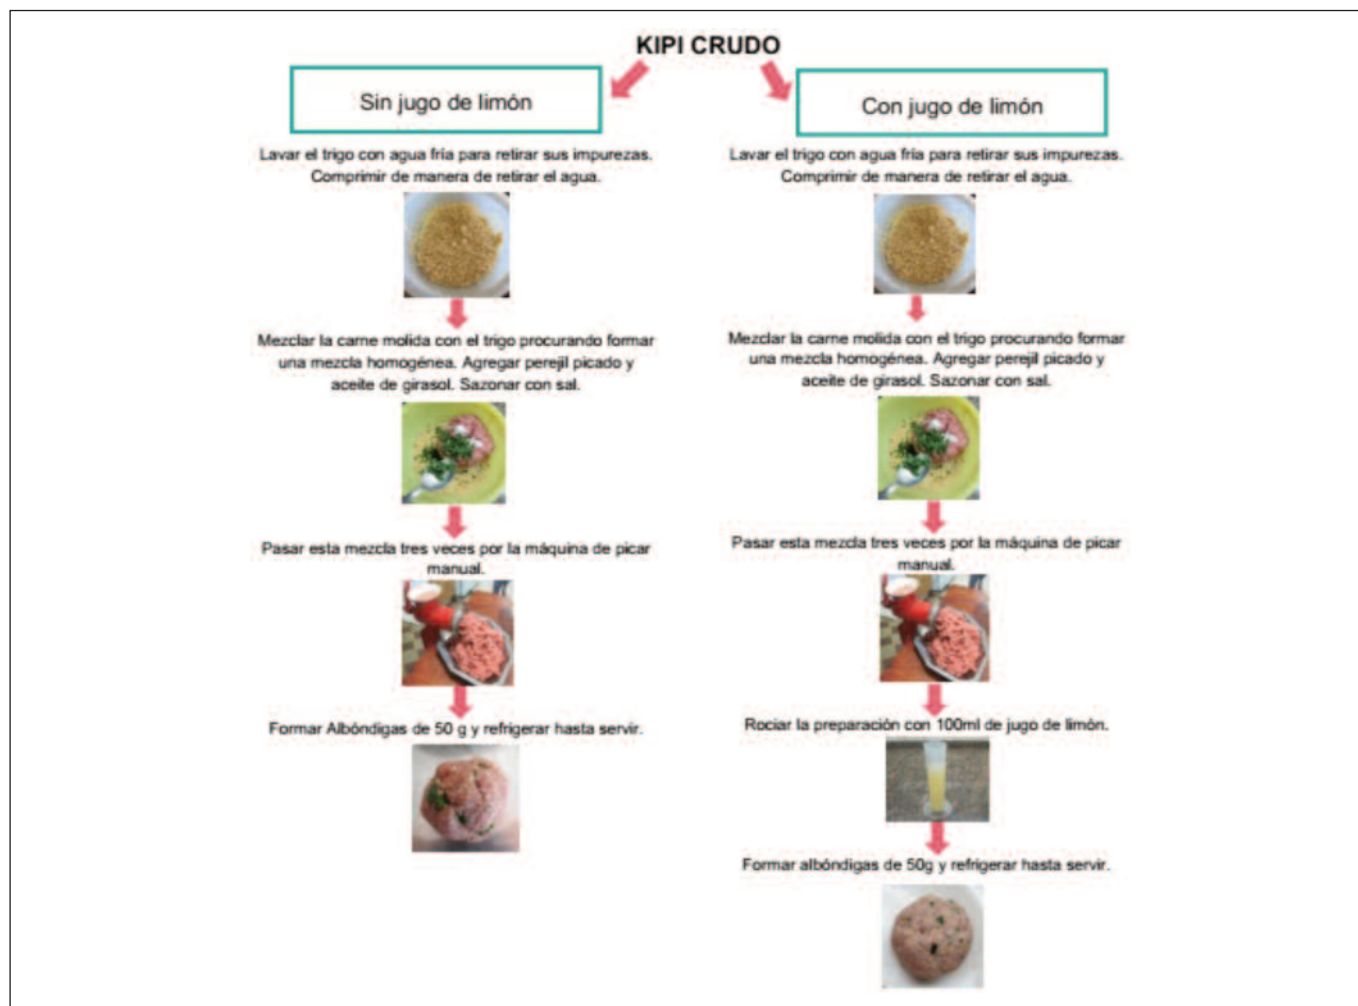 KIPI CRUDO
Sin jugo de limón
Lavar el trigo con agua fría para retirar sus impurezas.
Comprimir de manera de retirar el agua.
Mezclar la carne molida con el trigo procurando formar
una mezcla homogénea. Agregar perejil picado y
aceite de girasol. Sazonar con sal.
Pasar esta mezcla tres veces por la máquina de picar
manual.
Formar Albóndigas de 50 g y refrigerar hasta servir.
Con jugo de limón
Lavar el trigo con agua fría para retirar sus impurezas.
Comprimir de manera de retirar el agua.
Mezclar la carne molida con el trigo procurando formar
una mezcla homogénea. Agregar perejil picado y
aceite de girasol. Sazonar con sal.
Pasar esta mezcla tres veces por la máquina de picar
manual.
Rociar la preparación con 100ml de jugo de limón.
Formar albóndigas de 50g y refrigerar hasta servir.